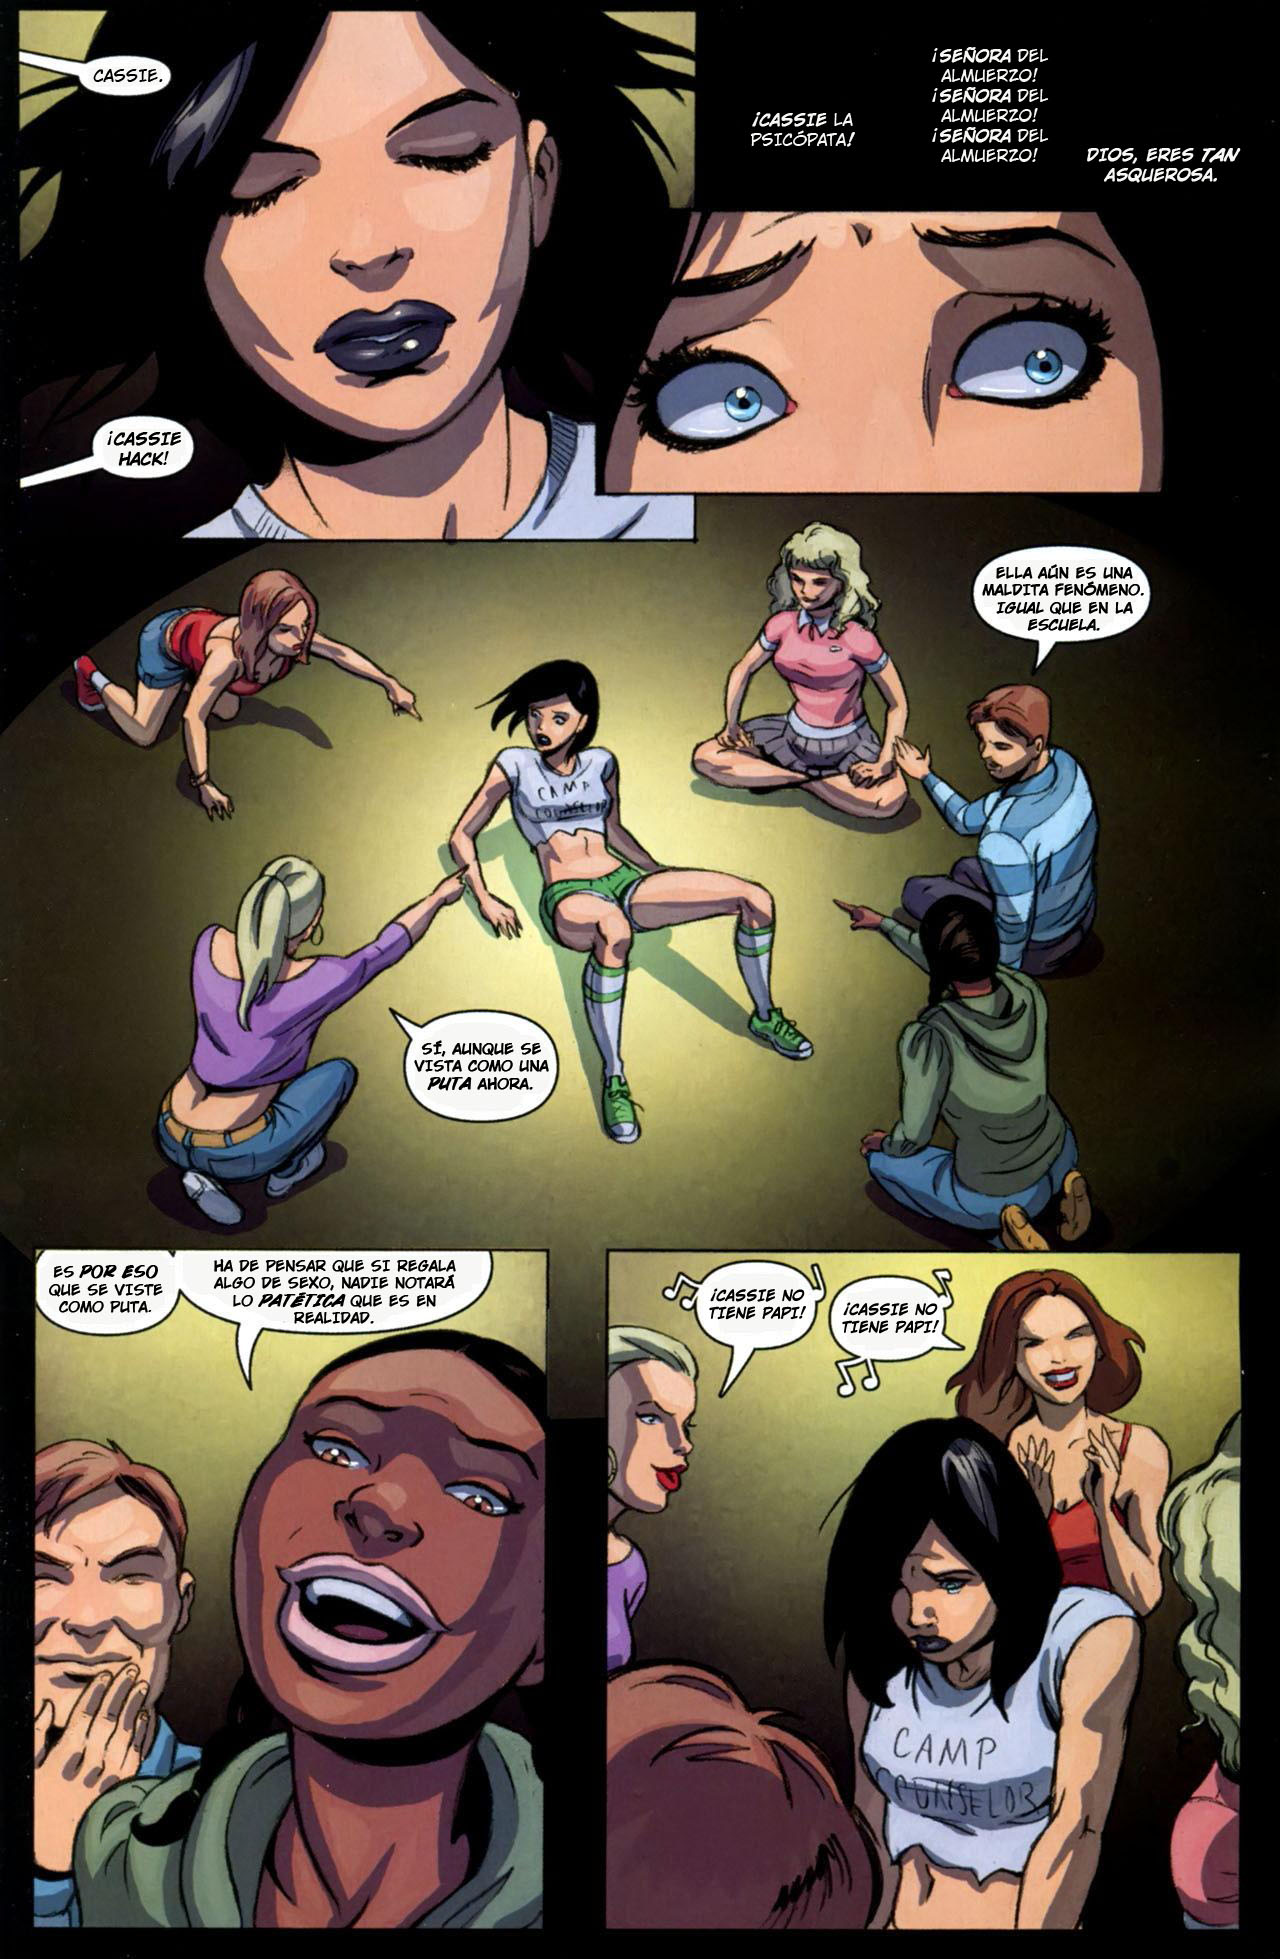 CASSIE.
¡CASSIE
HACK!
¡CASSIE LA
PSICÓPATA!
¡SEÑORA DEL
ALMUERZO!
¡SEÑORA DEL
ALMUERZO!
¡SEÑORA DEL
ALMUERZO!
DIOS, ERES TAN
ASQUEROSA.
ELLA AÚN ES UNA
MALDITA FENÓMENO.
IGUAL QUE EN LA
ESCUELA.
CAMP
COUNSELOR
SÍ, AUNQUE SE
VISTA COMO UNA
PUTA AHORA.
ES POR ESO
QUE SE VISTE
COMO PUTA.
HA DE PENSAR QUE SI REGALA
ALGO DE SEXO, NADIE NOTARÁ
LO PATÉTICA QUE ES EN
REALIDAD.
¡CASSIE NO
TIENE PAPI!
¡CASSIE NO
TIENE PAPI!
CAMP
COUNSELOR